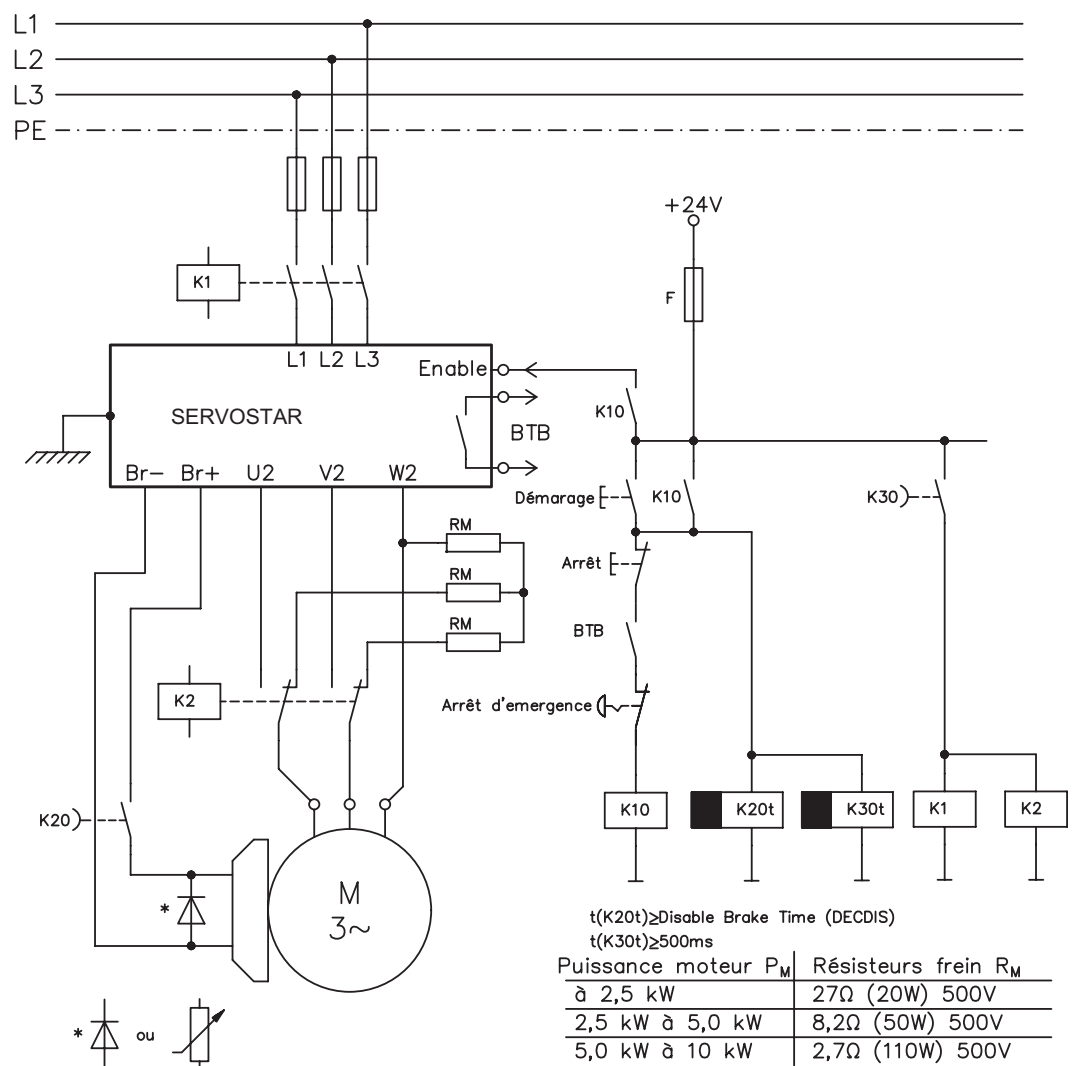 L1
L2
L3
PE
+24V
F
K1
L1 L2 L3
Enable
K10
SERVOSTAR
BTB
Br- Br+ U2 V2 W2
Démarage
K10
K30
RM
Arrêt
RM
BTB
RM
K2
Arrêt d'emergence
K20
K10
K20t
K30t
K1
K2
M
3~
*
t(K20t)≥Disable Brake Time (DECDIS)
t(K30t)≥500ms
Puissance moteur PM Résisteurs frein RM
à 2,5 kW 27Ω (20W) 500V
2,5 kW à 5,0 kW 8,2Ω (50W) 500V
5,0 kW à 10 kW 2,7Ω (110W) 500V
* ou